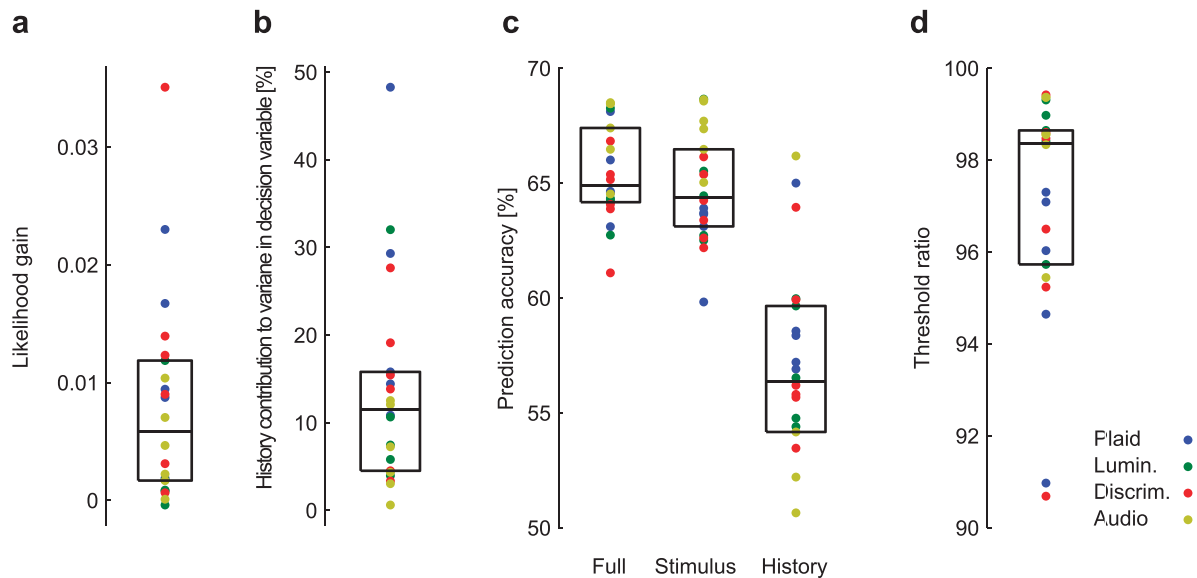 a
b
c
d
Likelihood gain
0.03
0.02
0.01
0
History contribution to variane in decision variable [%]
50
40
30
20
10
0
Prediction accuracy [%]
70
65
60
55
50
Full Stimulus History
Threshold ratio
100
98
96
94
92
90
Plaid
Lumin.
Discrim.
Audio